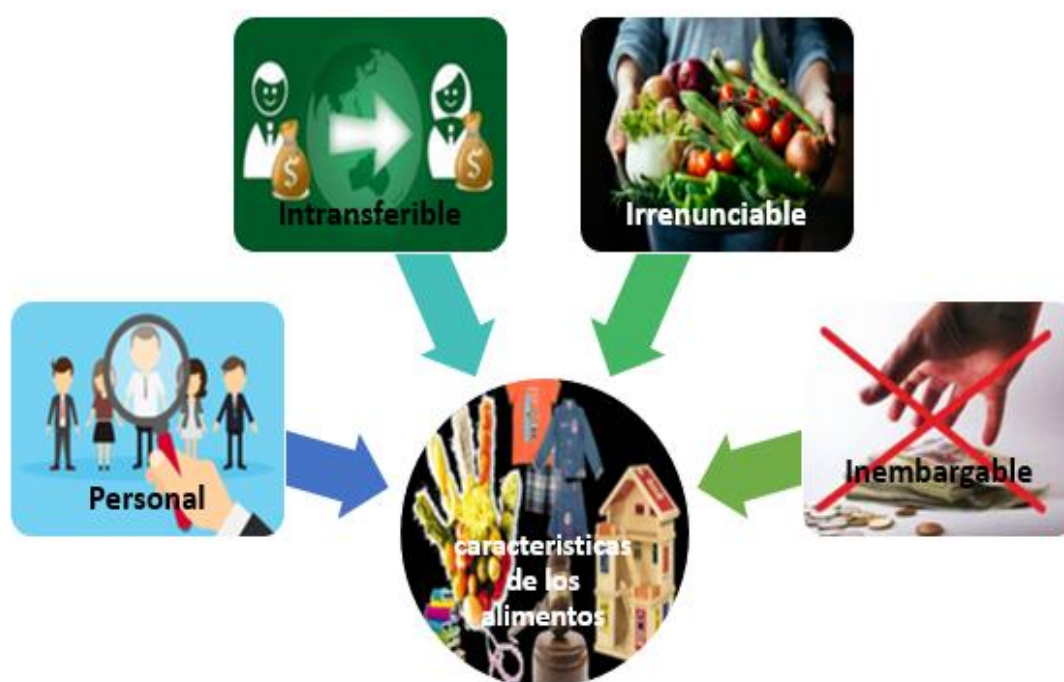 Intransferible
Irrenunciable
Personal
Inembargable
caracteristicas
de los
alimentos